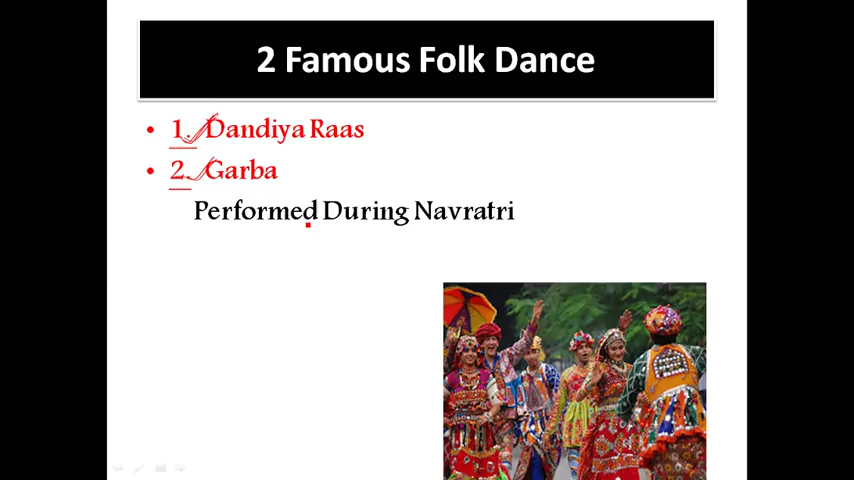 2 Famous Folk Dance
• 1. Dandiya Raas
• 2. Garba
Performed During Navratri